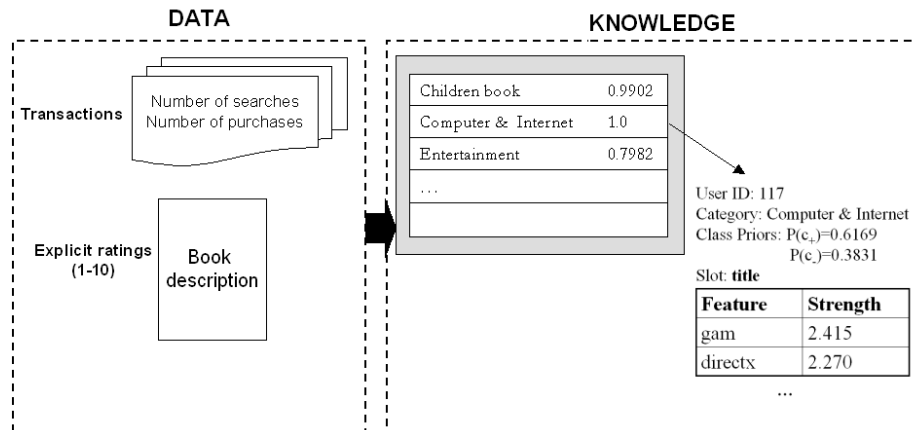 DATA
KNOWLEDGE
Transactions
Number of searches
Number of purchases
Explicit ratings
(1-10)
Book
description
Children book 0.9902
Computer & Internet 1.0
Entertainment 0.7982
...
User ID: 117
Category: Computer & Internet
Class Priors: P(c₊)=0.6169
P(c₋)=0.3831
Slot: title
Feature Strength
gam 2.415
directx 2.270
...